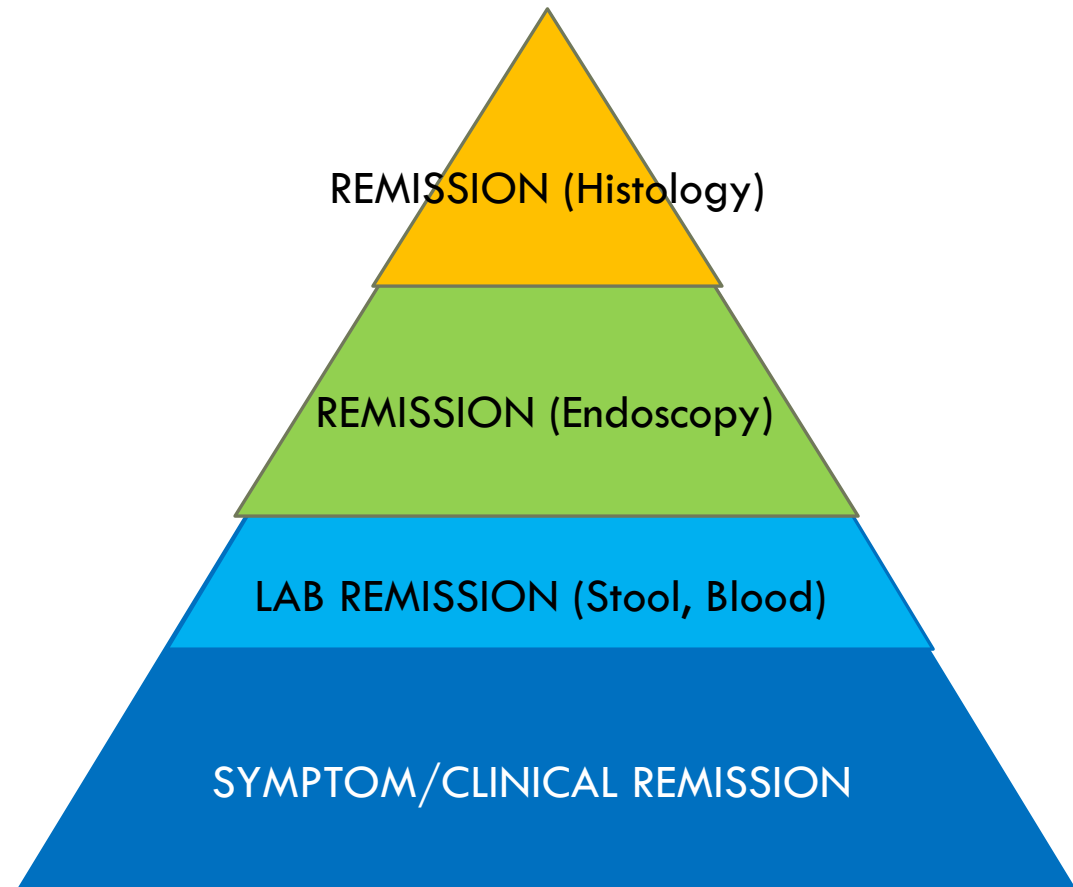 REMISSION (Histology)
REMISSION (Endoscopy)
LAB REMISSION (Stool, Blood)
SYMPTOM/CLINICAL REMISSION